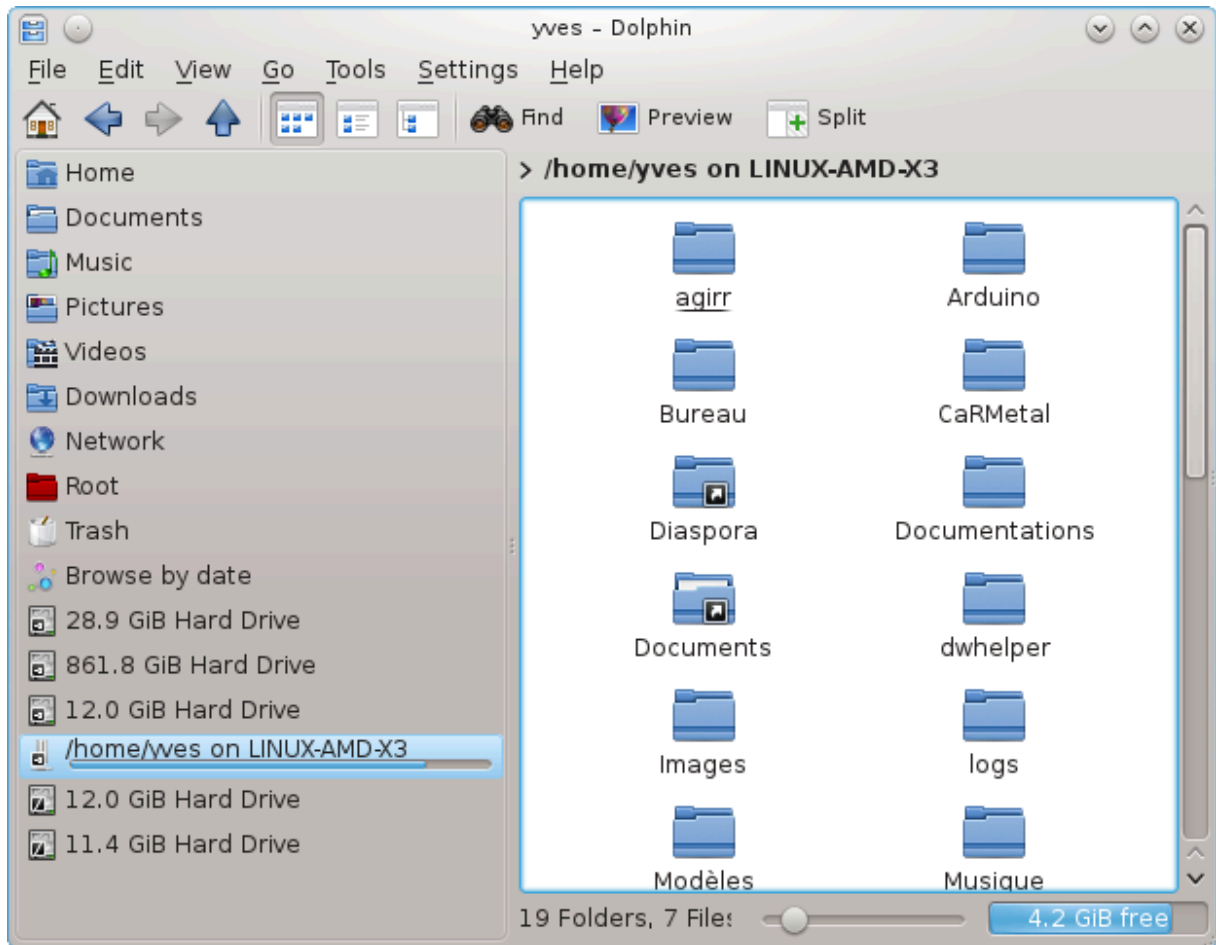 yves – Dolphin
File Edit View Go Tools Settings Help
Find Preview Split
Home
Documents
Music
Pictures
Videos
Downloads
Network
Root
Trash
Browse by date
28.9 GiB Hard Drive
861.8 GiB Hard Drive
12.0 GiB Hard Drive
/home/yves on LINUX-AMD-X3
12.0 GiB Hard Drive
11.4 GiB Hard Drive
> /home/yves on LINUX-AMD-X3
agirr Arduino
Bureau CaRMetal
Diaspora Documentations
Documents dwhelper
Images logs
Modèles Musique
19 Folders, 7 Files 4.2 GiB free